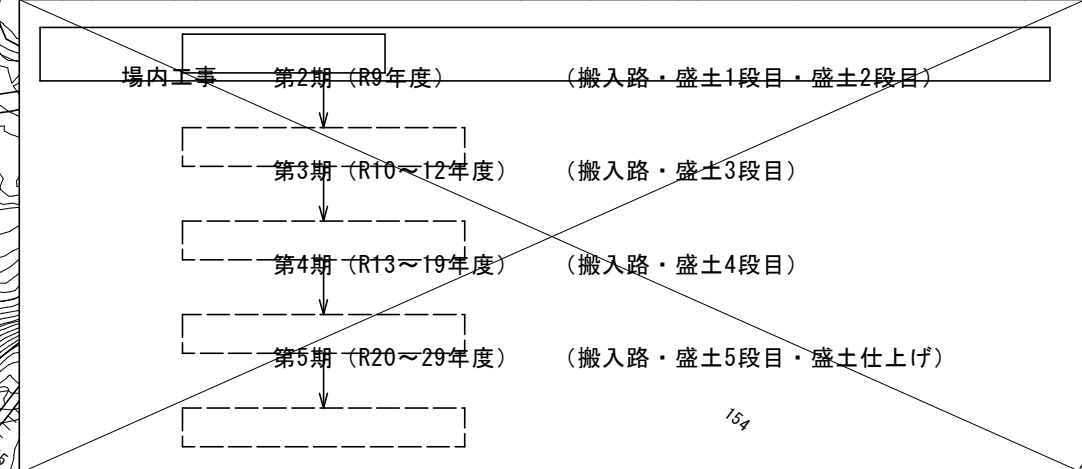 場内工事 第2期（R9年度） （搬入路・盛土1段目・盛土2段目）
第3期（R10～12年度） （搬入路・盛土3段目）
第4期（R13～19年度） （搬入路・盛土4段目）
第5期（R20～29年度） （搬入路・盛土5段目・盛土仕上げ）
154